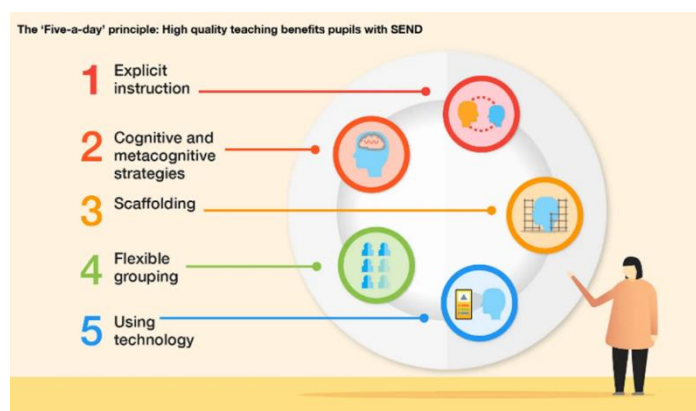 The 'Five-a-day' principle: High quality teaching benefits pupils with SEND
1 Explicit
instruction
2 Cognitive and
metacognitive
strategies
3 Scaffolding
4 Flexible
grouping
5 Using
technology